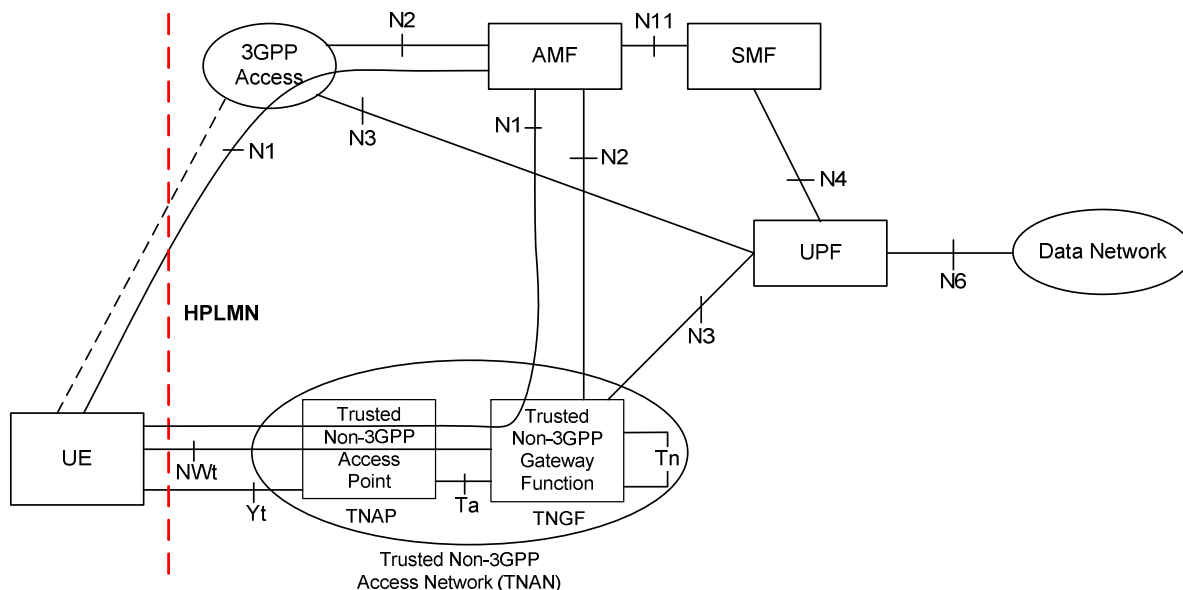 N2
N11
3GPP
Access
AMF
SMF
N1
N3
N1
N2
N4
UPF
Data Network
N6
HPLMN
N3
UE
NWt
Yt
Trusted
Non-3GPP
Access
Point
Ta
Trusted
Non-3GPP
Gateway
Function
Tn
TNAP
TNGF
Trusted Non-3GPP
Access Network (TNAN)